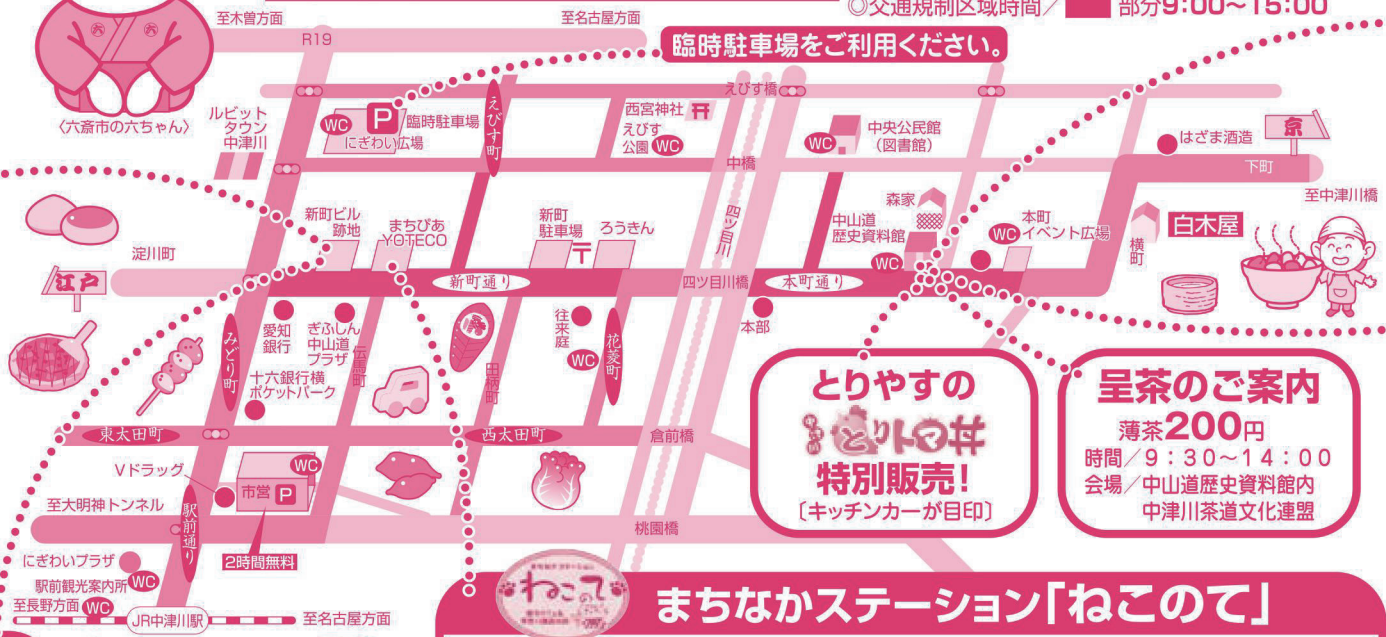 ◎交通規制区域時間/ 部分9:00〜15:00
至木曽方面
至名古屋方面
R19
臨時駐車場をご利用ください。
〈六斎市の六ちゃん〉
ルビット
タウン
中津川
WC
P
臨時駐車場
にぎわい広場
えびす町
西宮神社
えびす
公園 WC
えびす橋
中橋
WC
中央公民館
(図書館)
はざま酒造
京
下町
至中津川橋
淀川町
江戸
新町ビル
跡地
まちぴあ
YOTECO
新町
駐車場
〒
ろうきん
四ツ目川
中山道
歴史資料館
WC
森家
本町
イベント広場
WC
横町
白木屋
新町通り
四ツ目川橋
本町通り
本部
みどり町
愛知
銀行
ぎふしん
中山道
プラザ
伝馬町
十六銀行横
ポケットパーク
田柄町
往来庭
WC
花菱町
東太田町
西太田町
倉前橋
Vドラッグ
WC
市営 P
至大明神トンネル
駅前通り
2時間無料
桃園橋
にぎわいプラザ
駅前観光案内所 WC
至長野方面 WC
JR中津川駅
至名古屋方面
とりやすの
とりトマ丼
特別販売!
〔キッチンカーが目印〕
呈茶のご案内
薄茶200円
時間/9:30〜14:00
会場/中山道歴史資料館内
中津川茶道文化連盟
ねこのて
まちなかステーション「ねこのて」